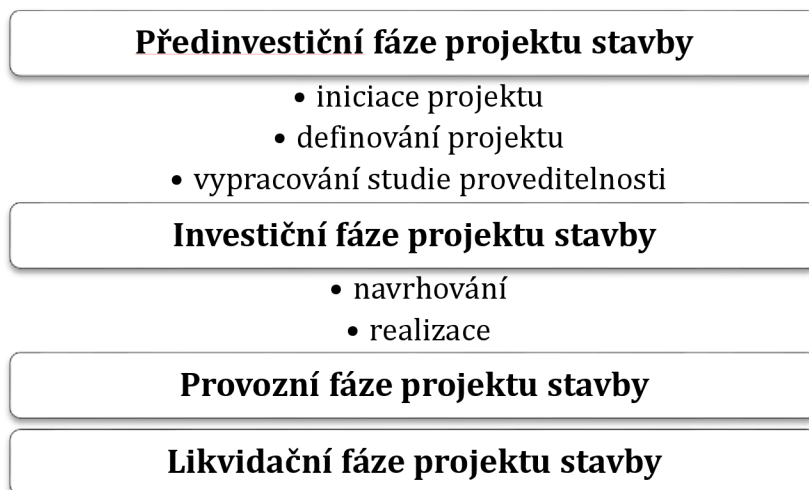 Předinvestiční fáze projektu stavby
• iniciace projektu
• definování projektu
• vypracování studie proveditelnosti
Investiční fáze projektu stavby
• navrhování
• realizace
Provozní fáze projektu stavby
Likvidační fáze projektu stavby